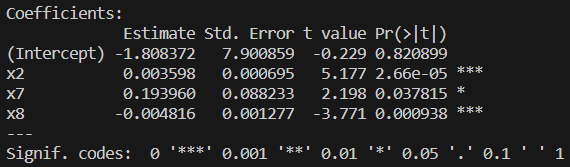 Coefficients:
             Estimate Std. Error t value Pr(>|t|)
(Intercept) -1.808372   7.900859  -0.229 0.820899
x2           0.003598   0.000695   5.177 2.66e-05 ***
x7           0.193960   0.088233   2.198 0.037815 *
x8          -0.004816   0.001277  -3.771 0.000938 ***
---
Signif. codes:  0 '***' 0.001 '**' 0.01 '*' 0.05 '.' 0.1 ' ' 1